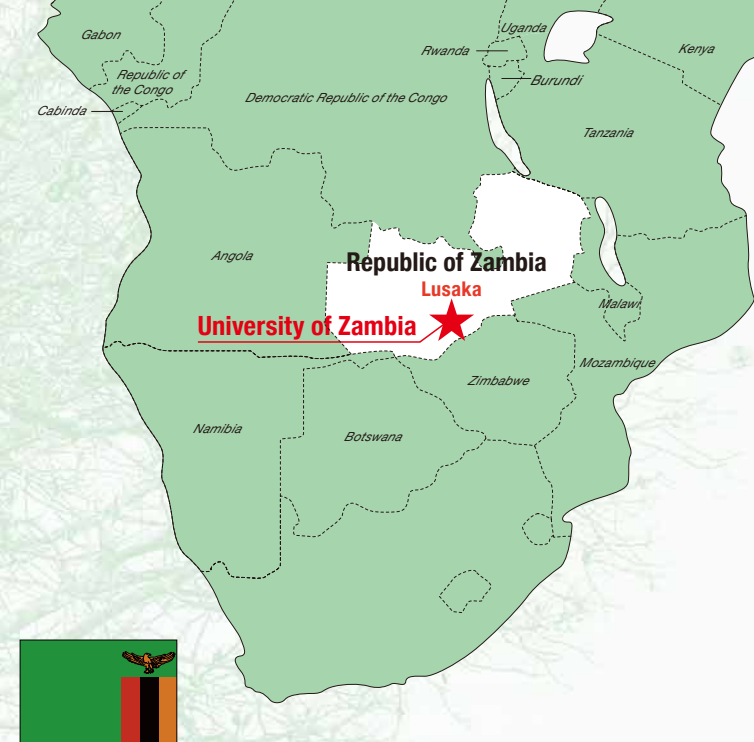 Uganda
Gabon
Rwanda
Kenya
Republic of
the Congo
Burundi
Democratic Republic of the Congo
Cabinda
Tanzania
Angola
Republic of Zambia
Lusaka
Malawi
University of Zambia
Mozambique
Zimbabwe
Namibia
Botswana